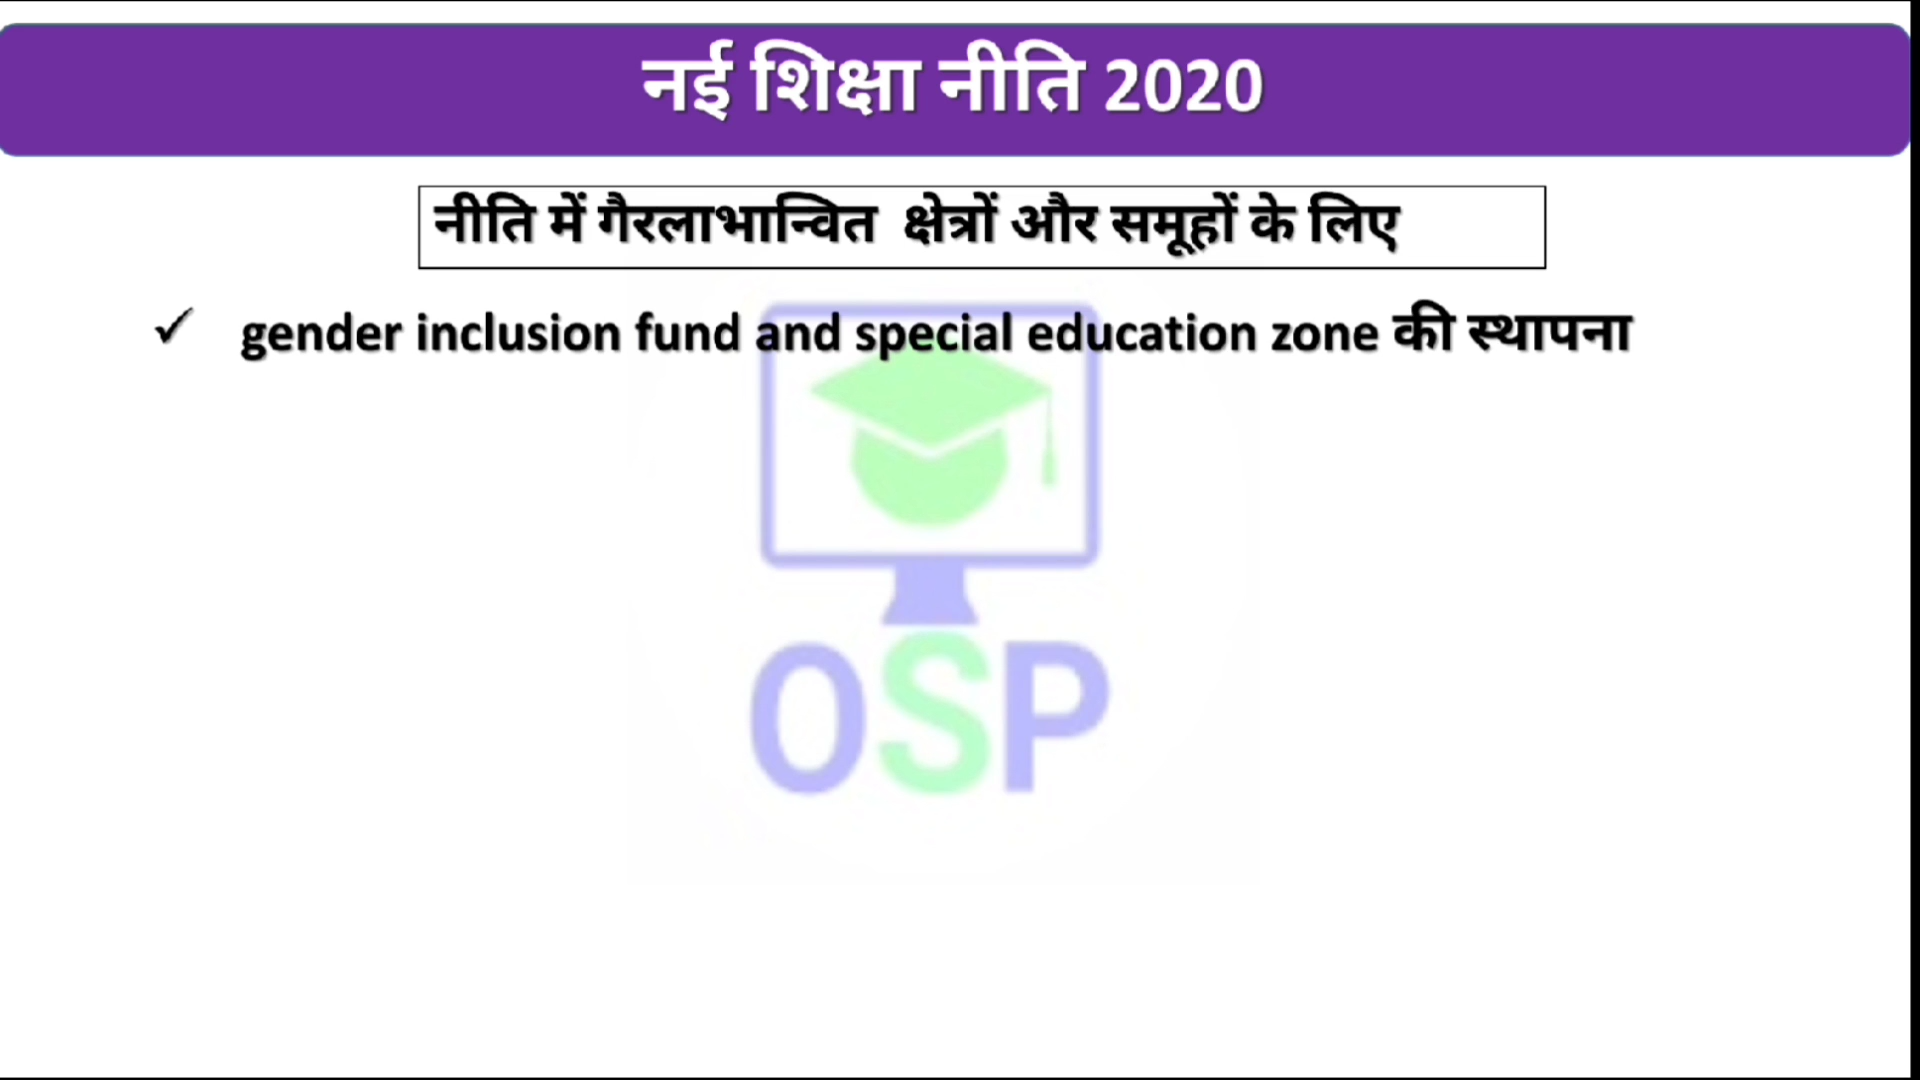 नई शिक्षा नीति 2020
नीति में गैरलाभान्वित क्षेत्रों और समूहों के लिए
✓ gender inclusion fund and special education zone की स्थापना
OSP